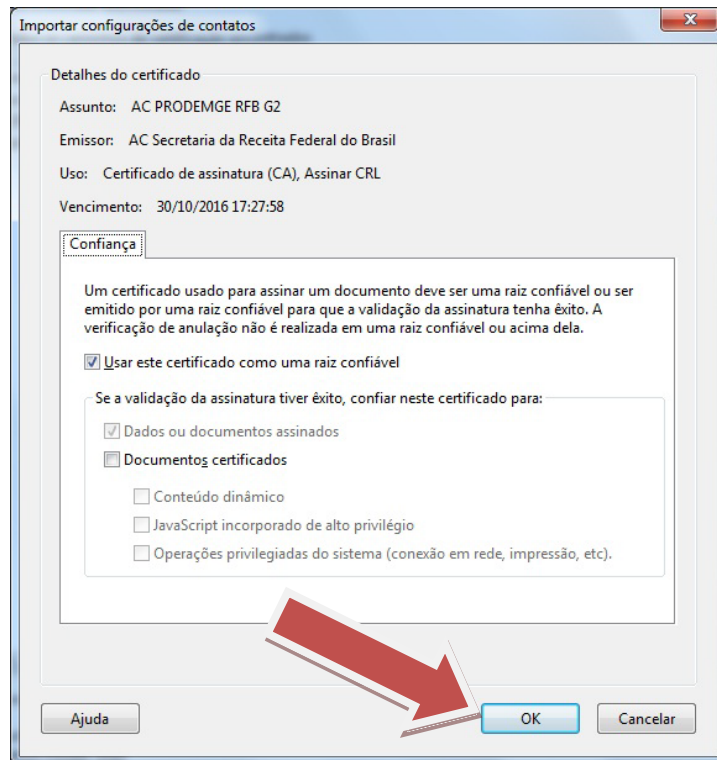 Importar configurações de contatos
Detalhes do certificado
Assunto: AC PRODEMGE RFB G2
Emissor: AC Secretaria da Receita Federal do Brasil
Uso: Certificado de assinatura (CA), Assinar CRL
Vencimento: 30/10/2016 17:27:58
Confiança
Um certificado usado para assinar um documento deve ser uma raiz confiável ou ser
emitido por uma raiz confiável para que a validação da assinatura tenha êxito. A
verificação de anulação não é realizada em uma raiz confiável ou acima dela.
Usar este certificado como uma raiz confiável
Se a validação da assinatura tiver êxito, confiar neste certificado para:
Dados ou documentos assinados
Documentos certificados
Conteúdo dinâmico
JavaScript incorporado de alto privilégio
Operações privilegiadas do sistema (conexão em rede, impressão, etc).
Ajuda
OK
Cancelar